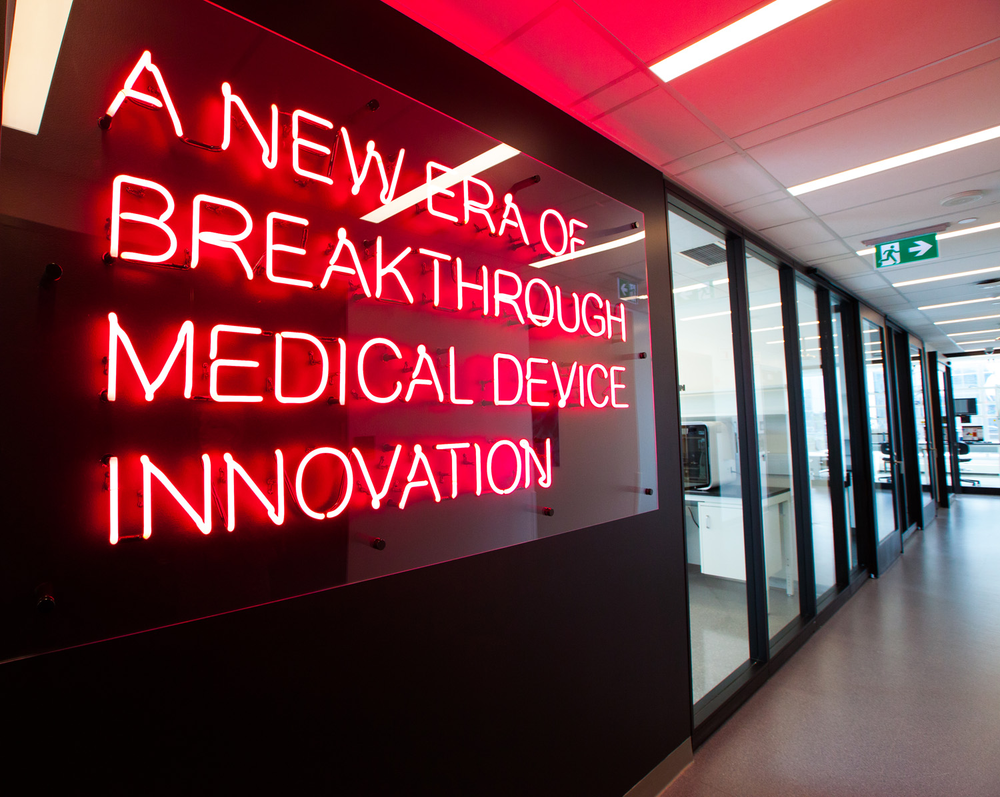 A NEW ERA OF
BREAKTHROUGH
MEDICAL DEVICE
INNOVATION